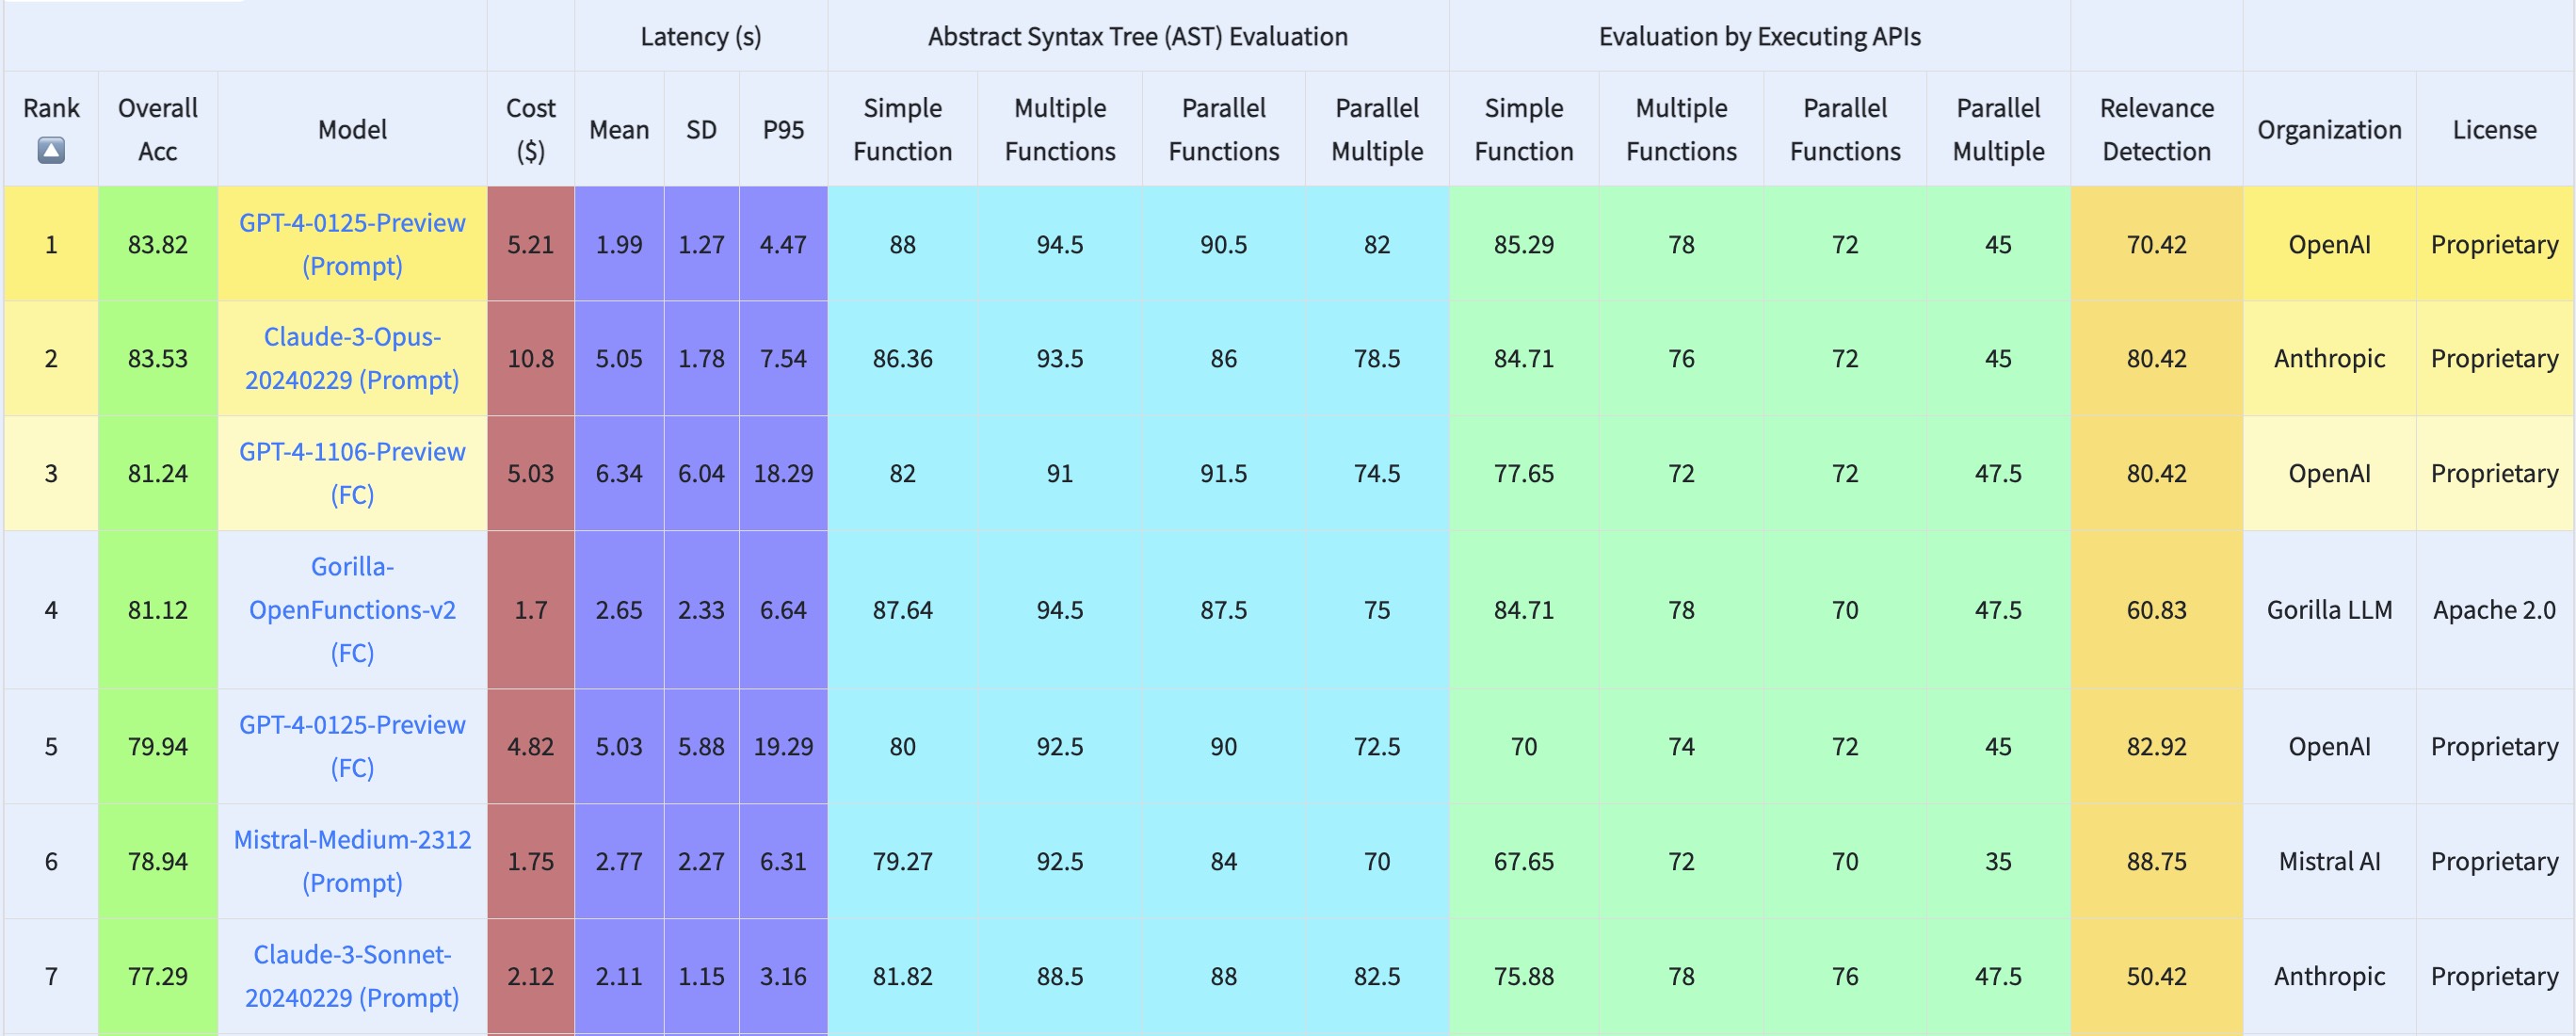 Latency (s) Abstract Syntax Tree (AST) Evaluation Evaluation by Executing APIs
Rank Overall Acc Model Cost ($) Mean SD P95 Simple Function Multiple Functions Parallel Functions Parallel Multiple Simple Function Multiple Functions Parallel Functions Parallel Multiple Relevance Detection Organization License
1 83.82 GPT-4-0125-Preview (Prompt) 5.21 1.99 1.27 4.47 88 94.5 90.5 82 85.29 78 72 45 70.42 OpenAI Proprietary
2 83.53 Claude-3-Opus-20240229 (Prompt) 10.8 5.05 1.78 7.54 86.36 93.5 86 78.5 84.71 76 72 45 80.42 Anthropic Proprietary
3 81.24 GPT-4-1106-Preview (FC) 5.03 6.34 6.04 18.29 82 91 91.5 74.5 77.65 72 72 47.5 80.42 OpenAI Proprietary
4 81.12 Gorilla-OpenFunctions-v2 (FC) 1.7 2.65 2.33 6.64 87.64 94.5 87.5 75 84.71 78 70 47.5 60.83 Gorilla LLM Apache 2.0
5 79.94 GPT-4-0125-Preview (FC) 4.82 5.03 5.88 19.29 80 92.5 90 72.5 70 74 72 45 82.92 OpenAI Proprietary
6 78.94 Mistral-Medium-2312 (Prompt) 1.75 2.77 2.27 6.31 79.27 92.5 84 70 67.65 72 70 35 88.75 Mistral AI Proprietary
7 77.29 Claude-3-Sonnet-20240229 (Prompt) 2.12 2.11 1.15 3.16 81.82 88.5 88 82.5 75.88 78 76 47.5 50.42 Anthropic Proprietary